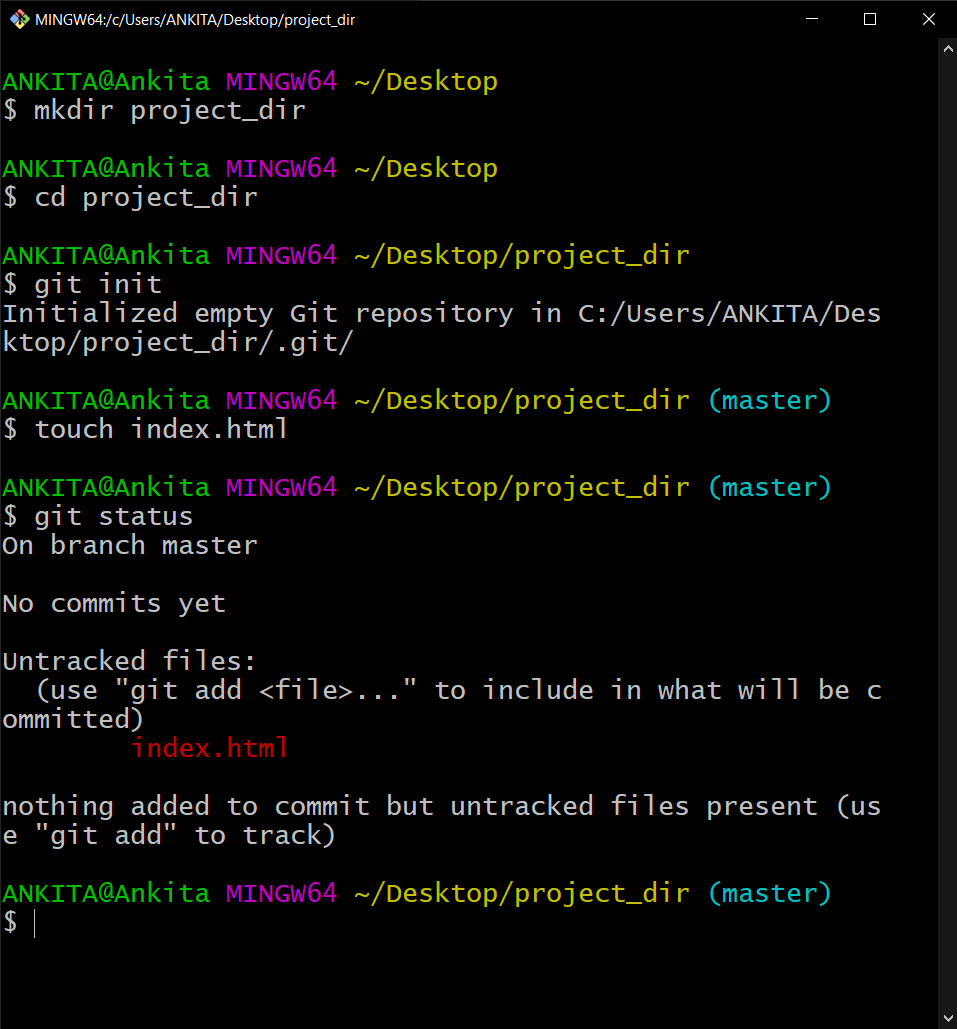 MINGW64:/c/Users/ANKITA/Desktop/project_dir
ANKITA@Ankita MINGW64 ~/Desktop
$ mkdir project_dir
ANKITA@Ankita MINGW64 ~/Desktop
$ cd project_dir
ANKITA@Ankita MINGW64 ~/Desktop/project_dir
$ git init
Initialized empty Git repository in C:/Users/ANKITA/Des
ktop/project_dir/.git/
ANKITA@Ankita MINGW64 ~/Desktop/project_dir (master)
$ touch index.html
ANKITA@Ankita MINGW64 ~/Desktop/project_dir (master)
$ git status
On branch master
No commits yet
Untracked files:
  (use "git add <file>..." to include in what will be c
ommitted)
        index.html
nothing added to commit but untracked files present (us
e "git add" to track)
ANKITA@Ankita MINGW64 ~/Desktop/project_dir (master)
$